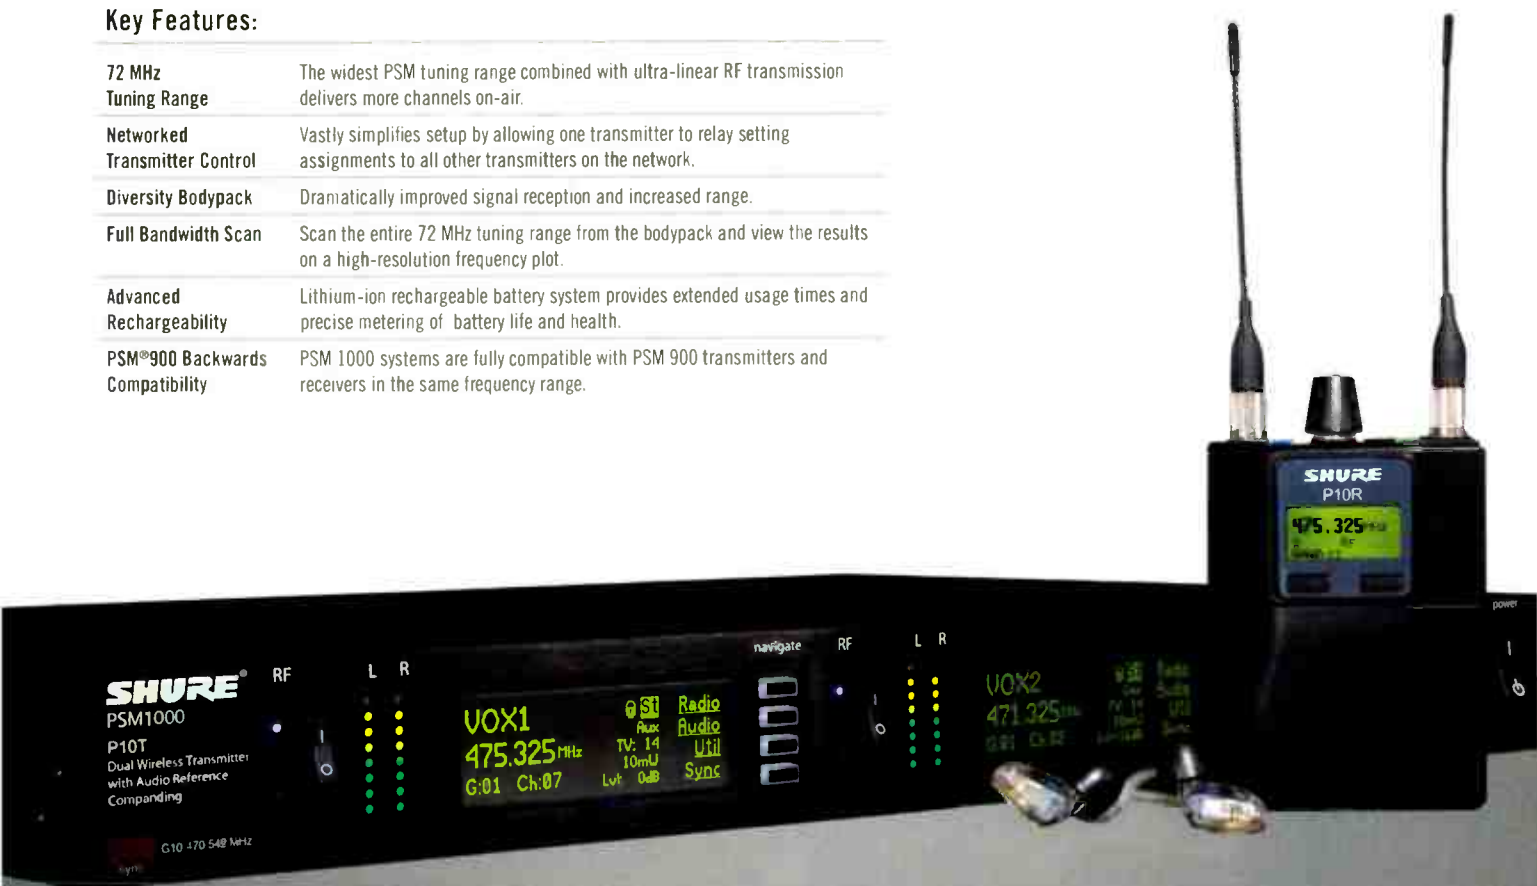 Key Features:
72 MHz
Tuning Range
The widest PSM tuning range combined with ultra-linear RF transmission
delivers more channels on-air.
Networked
Transmitter Control
Vastly simplifies setup by allowing one transmitter to relay setting
assignments to all other transmitters on the network.
Diversity Bodypack
Dramatically improved signal reception and increased range.
Full Bandwidth Scan
Scan the entire 72 MHz tuning range from the bodypack and view the results
on a high-resolution frequency plot.
Advanced
Rechargeability
Lithium-ion rechargeable battery system provides extended usage times and
precise metering of battery life and health.
PSM®900 Backwards
Compatibility
PSM 1000 systems are fully compatible with PSM 900 transmitters and
receivers in the same frequency range.
SHURE
P10R
475.325
SHURE®
PSM1000
P10T
Dual Wireless Transmitter
with Audio Reference
Companding
sync
G10 470 542 MHz
RF
L R
VOX1
475.325 MHz
G:01 Ch:07
St
Aux
TV: 14
10mW
Lvl: 0dB
Radio
Audio
Util
Sync
navigate
RF
L R
VOX2
471.325
G:01
power